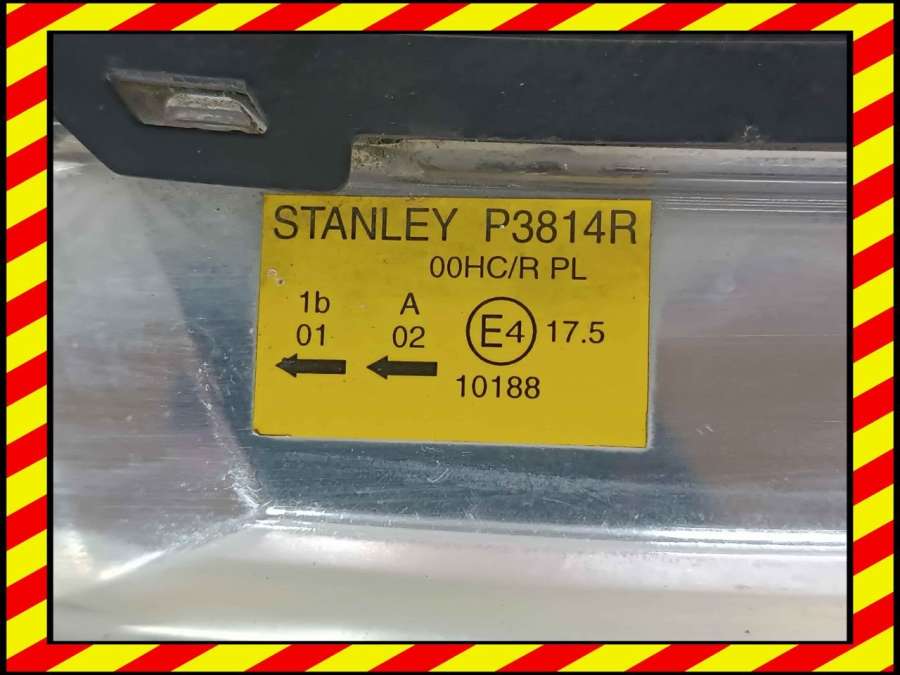 STANLEY P3814R
00HC/R PL
1b A
01 02
E4 17.5
10188